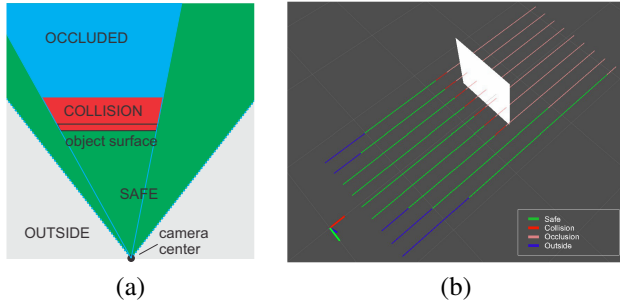 OCCLUDED
COLLISION
object surface
SAFE
OUTSIDE
camera
center
(a)
Safe
Collision
Occlusion
Outside
(b)